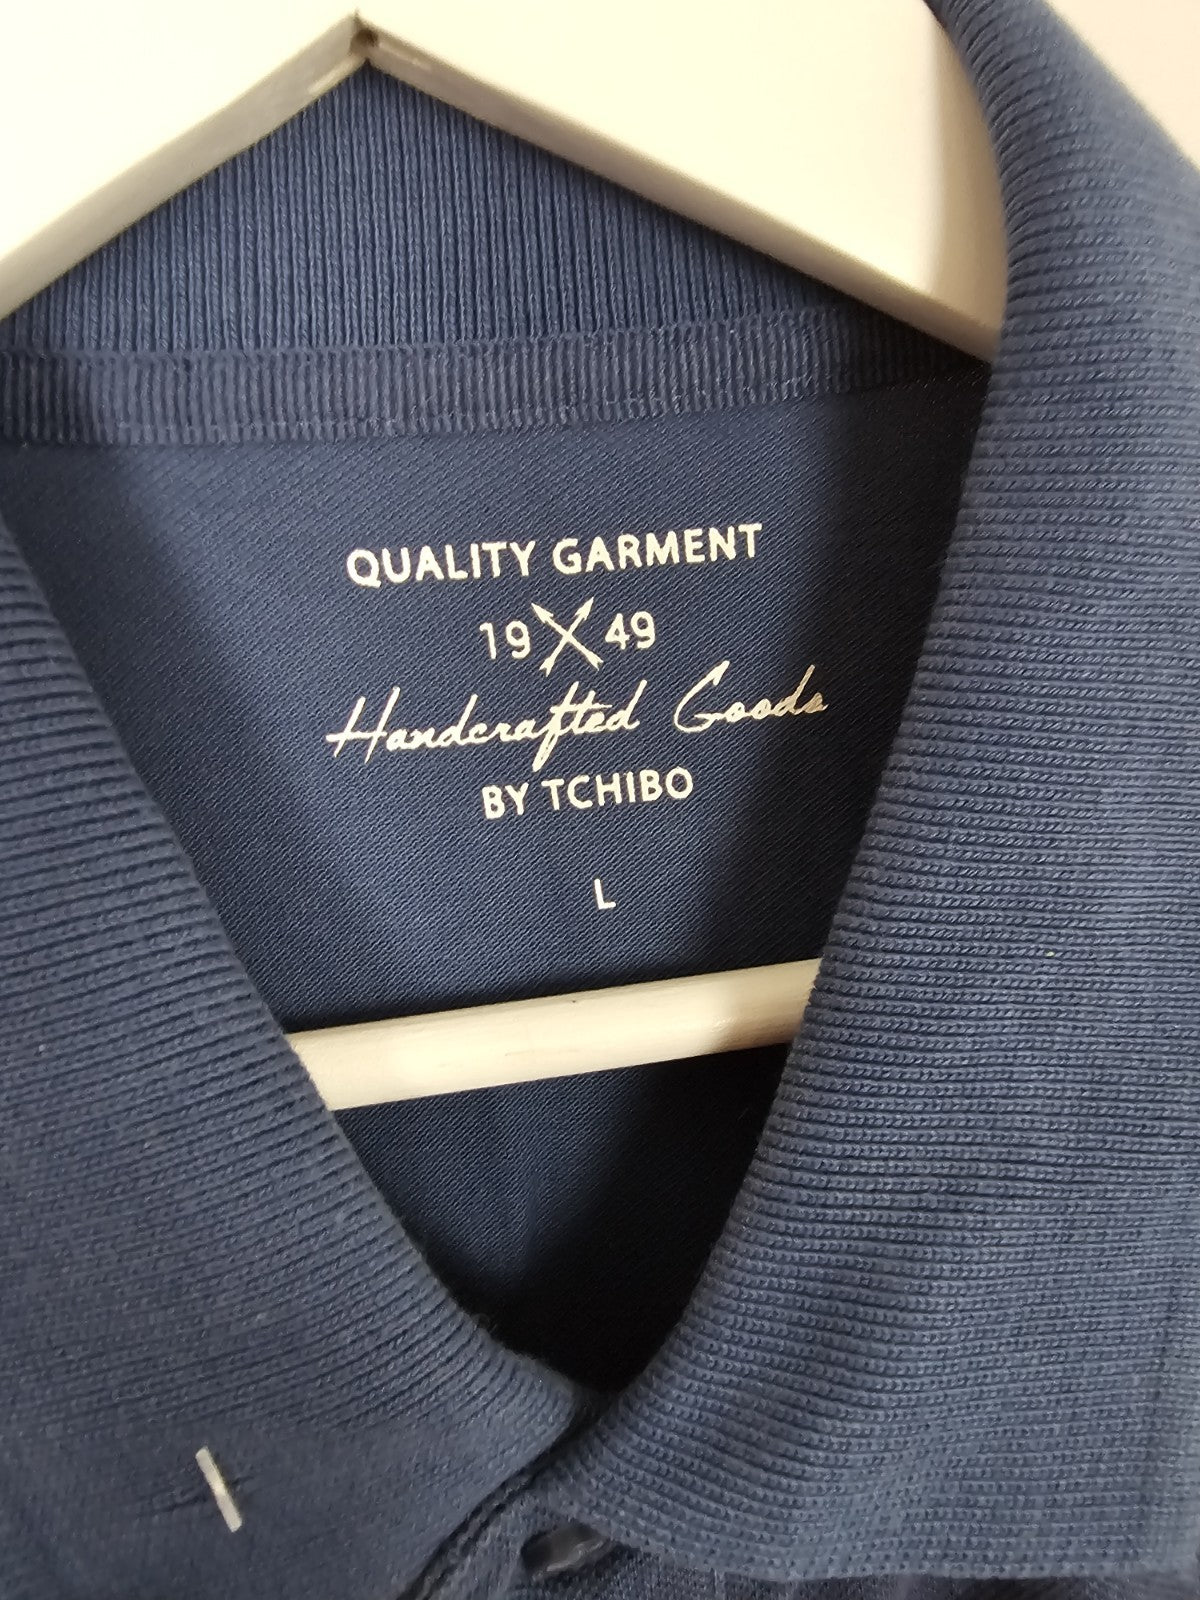 QUALITY GARMENT
19 49
Handcrafted Goods
BY TCHIBO
L